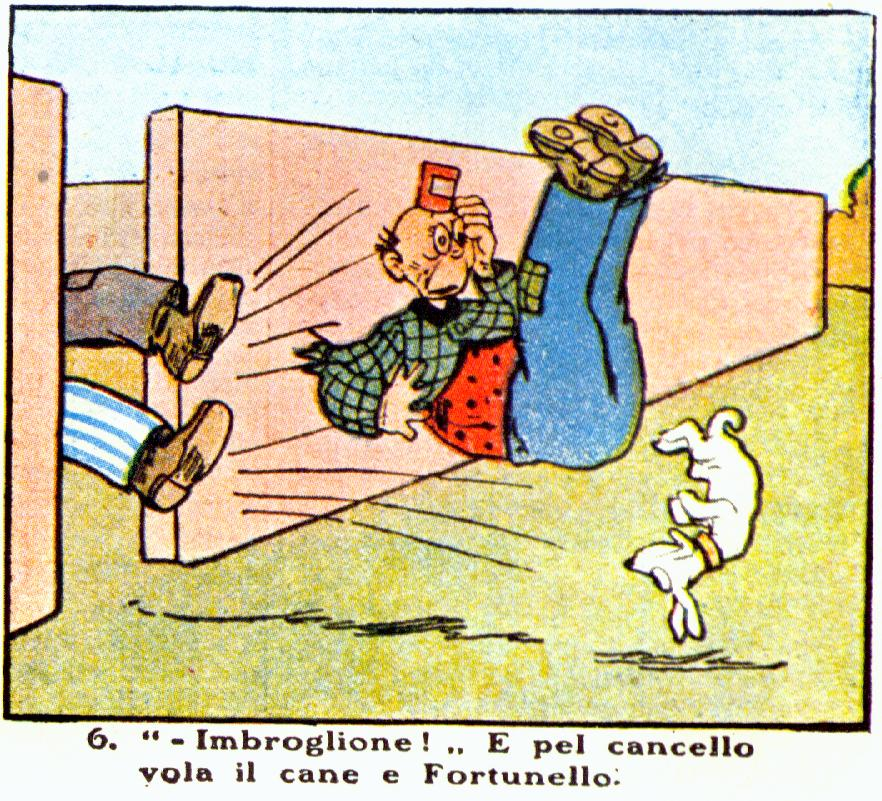 6. “ - Imbroglione! „ E pel cancello
vola il cane e Fortunello.